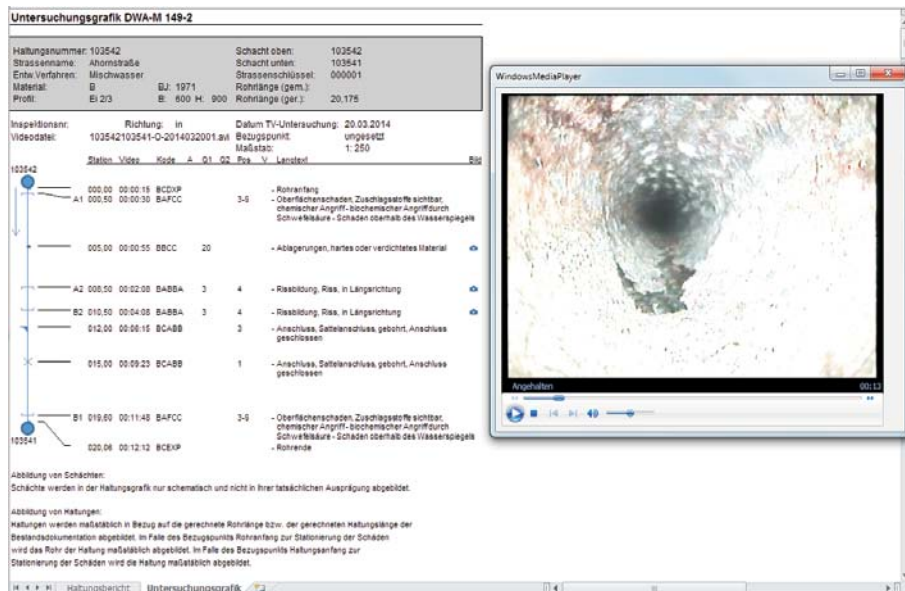 Untersuchungsgrafik DWA-M 149-2
Haltungsnummer: 103542 Schacht oben: 103542
Strassenname: Ahornstraße Schacht unten: 103541
Entw.Verfahren: Mischwasser Strassenschlüssel: 000001
Material: B BJ: 1971 Rohrlänge (gem.):
Profil: Ei 2/3 B: 600 H: 900 Rohrlänge (ger.): 20,175
Inspektionsnr: Richtung: in Datum TV-Untersuchung: 20.03.2014
Videodatei: 103542103541-O-2014032001.avi Bezugspunkt: ungesetzt
Maßstab: 1: 250
Station Video Kode A Q1 Q2 Pos V Langtext Bild
103542
000,00 00:00:15 BCDXP - Rohranfang
A1 000,50 00:00:30 BAFCC 3-9 - Oberflächenschaden, Zuschlagsstoffe sichtbar,
chemischer Angriff - biochemischer Angriff durch
Schwefelsäure - Schaden oberhalb des Wasserspiegels
005,00 00:00:55 BBCC 20 - Ablagerungen, hartes oder verdichtetes Material
A2 008,50 00:02:08 BABBA 3 4 - Rissbildung, Riss, in Längsrichtung
B2 010,50 00:04:08 BABBA 3 4 - Rissbildung, Riss, in Längsrichtung
012,00 00:06:15 BCABB 3 - Anschluss, Sattelanschluss, gebohrt, Anschluss
geschlossen
015,00 00:09:23 BCABB 1 - Anschluss, Sattelanschluss, gebohrt, Anschluss
geschlossen
B1 019,60 00:11:48 BAFCC 3-9 - Oberflächenschaden, Zuschlagsstoffe sichtbar,
chemischer Angriff - biochemischer Angriff durch
Schwefelsäure - Schaden oberhalb des Wasserspiegels
103541
020,06 00:12:12 BCEXP - Rohrende
Abbildung von Schächten:
Schächte werden in der Haltungsgrafik nur schematisch und nicht in ihrer tatsächlichen Ausprägung abgebildet.
Abbildung von Haltungen:
Haltungen werden maßstäblich in Bezug auf die gerechnete Rohrlänge bzw. der gerechneten Haltungslänge der
Bestandsdokumentation abgebildet. Im Falle des Bezugspunkts Rohranfang zur Stationierung der Schäden
wird das Rohr der Haltung maßstäblich abgebildet. Im Falle des Bezugspunkts Haltungsanfang zur
Stationierung der Schäden wird die Haltung maßstäblich abgebildet.
Haltungsbericht Untersuchungsgrafik
WindowsMediaPlayer
Angehalten 00:13